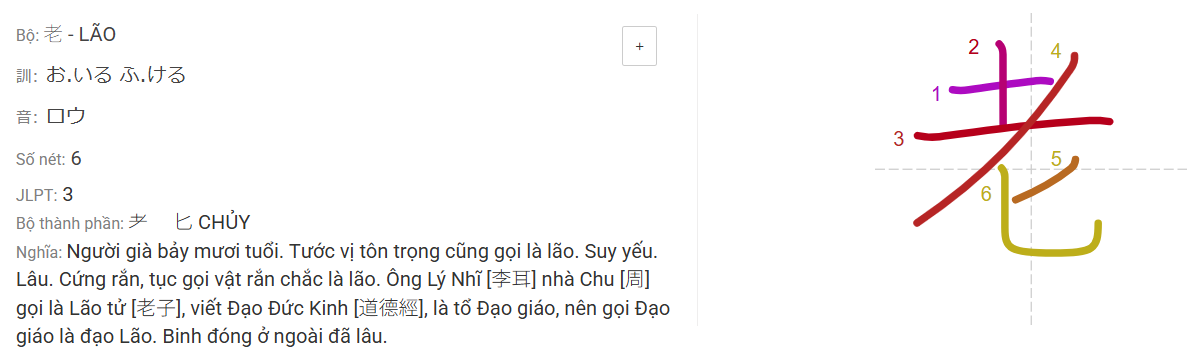 Bộ: 老 - LÃO
+
訓: お.いる ふ.ける
音: ロウ
Số nét: 6
JLPT: 3
Bộ thành phần: 耂 匕 CHỦY
Nghĩa: Người già bảy mươi tuổi. Tước vị tôn trọng cũng gọi là lão. Suy yếu.
Lâu. Cứng rắn, tục gọi vật rắn chắc là lão. Ông Lý Nhĩ [李耳] nhà Chu [周]
gọi là Lão tử [老子], viết Đạo Đức Kinh [道德經], là tổ Đạo giáo, nên gọi Đạo
giáo là đạo Lão. Binh đóng ở ngoài đã lâu.
老
1
2
3
4
5
6